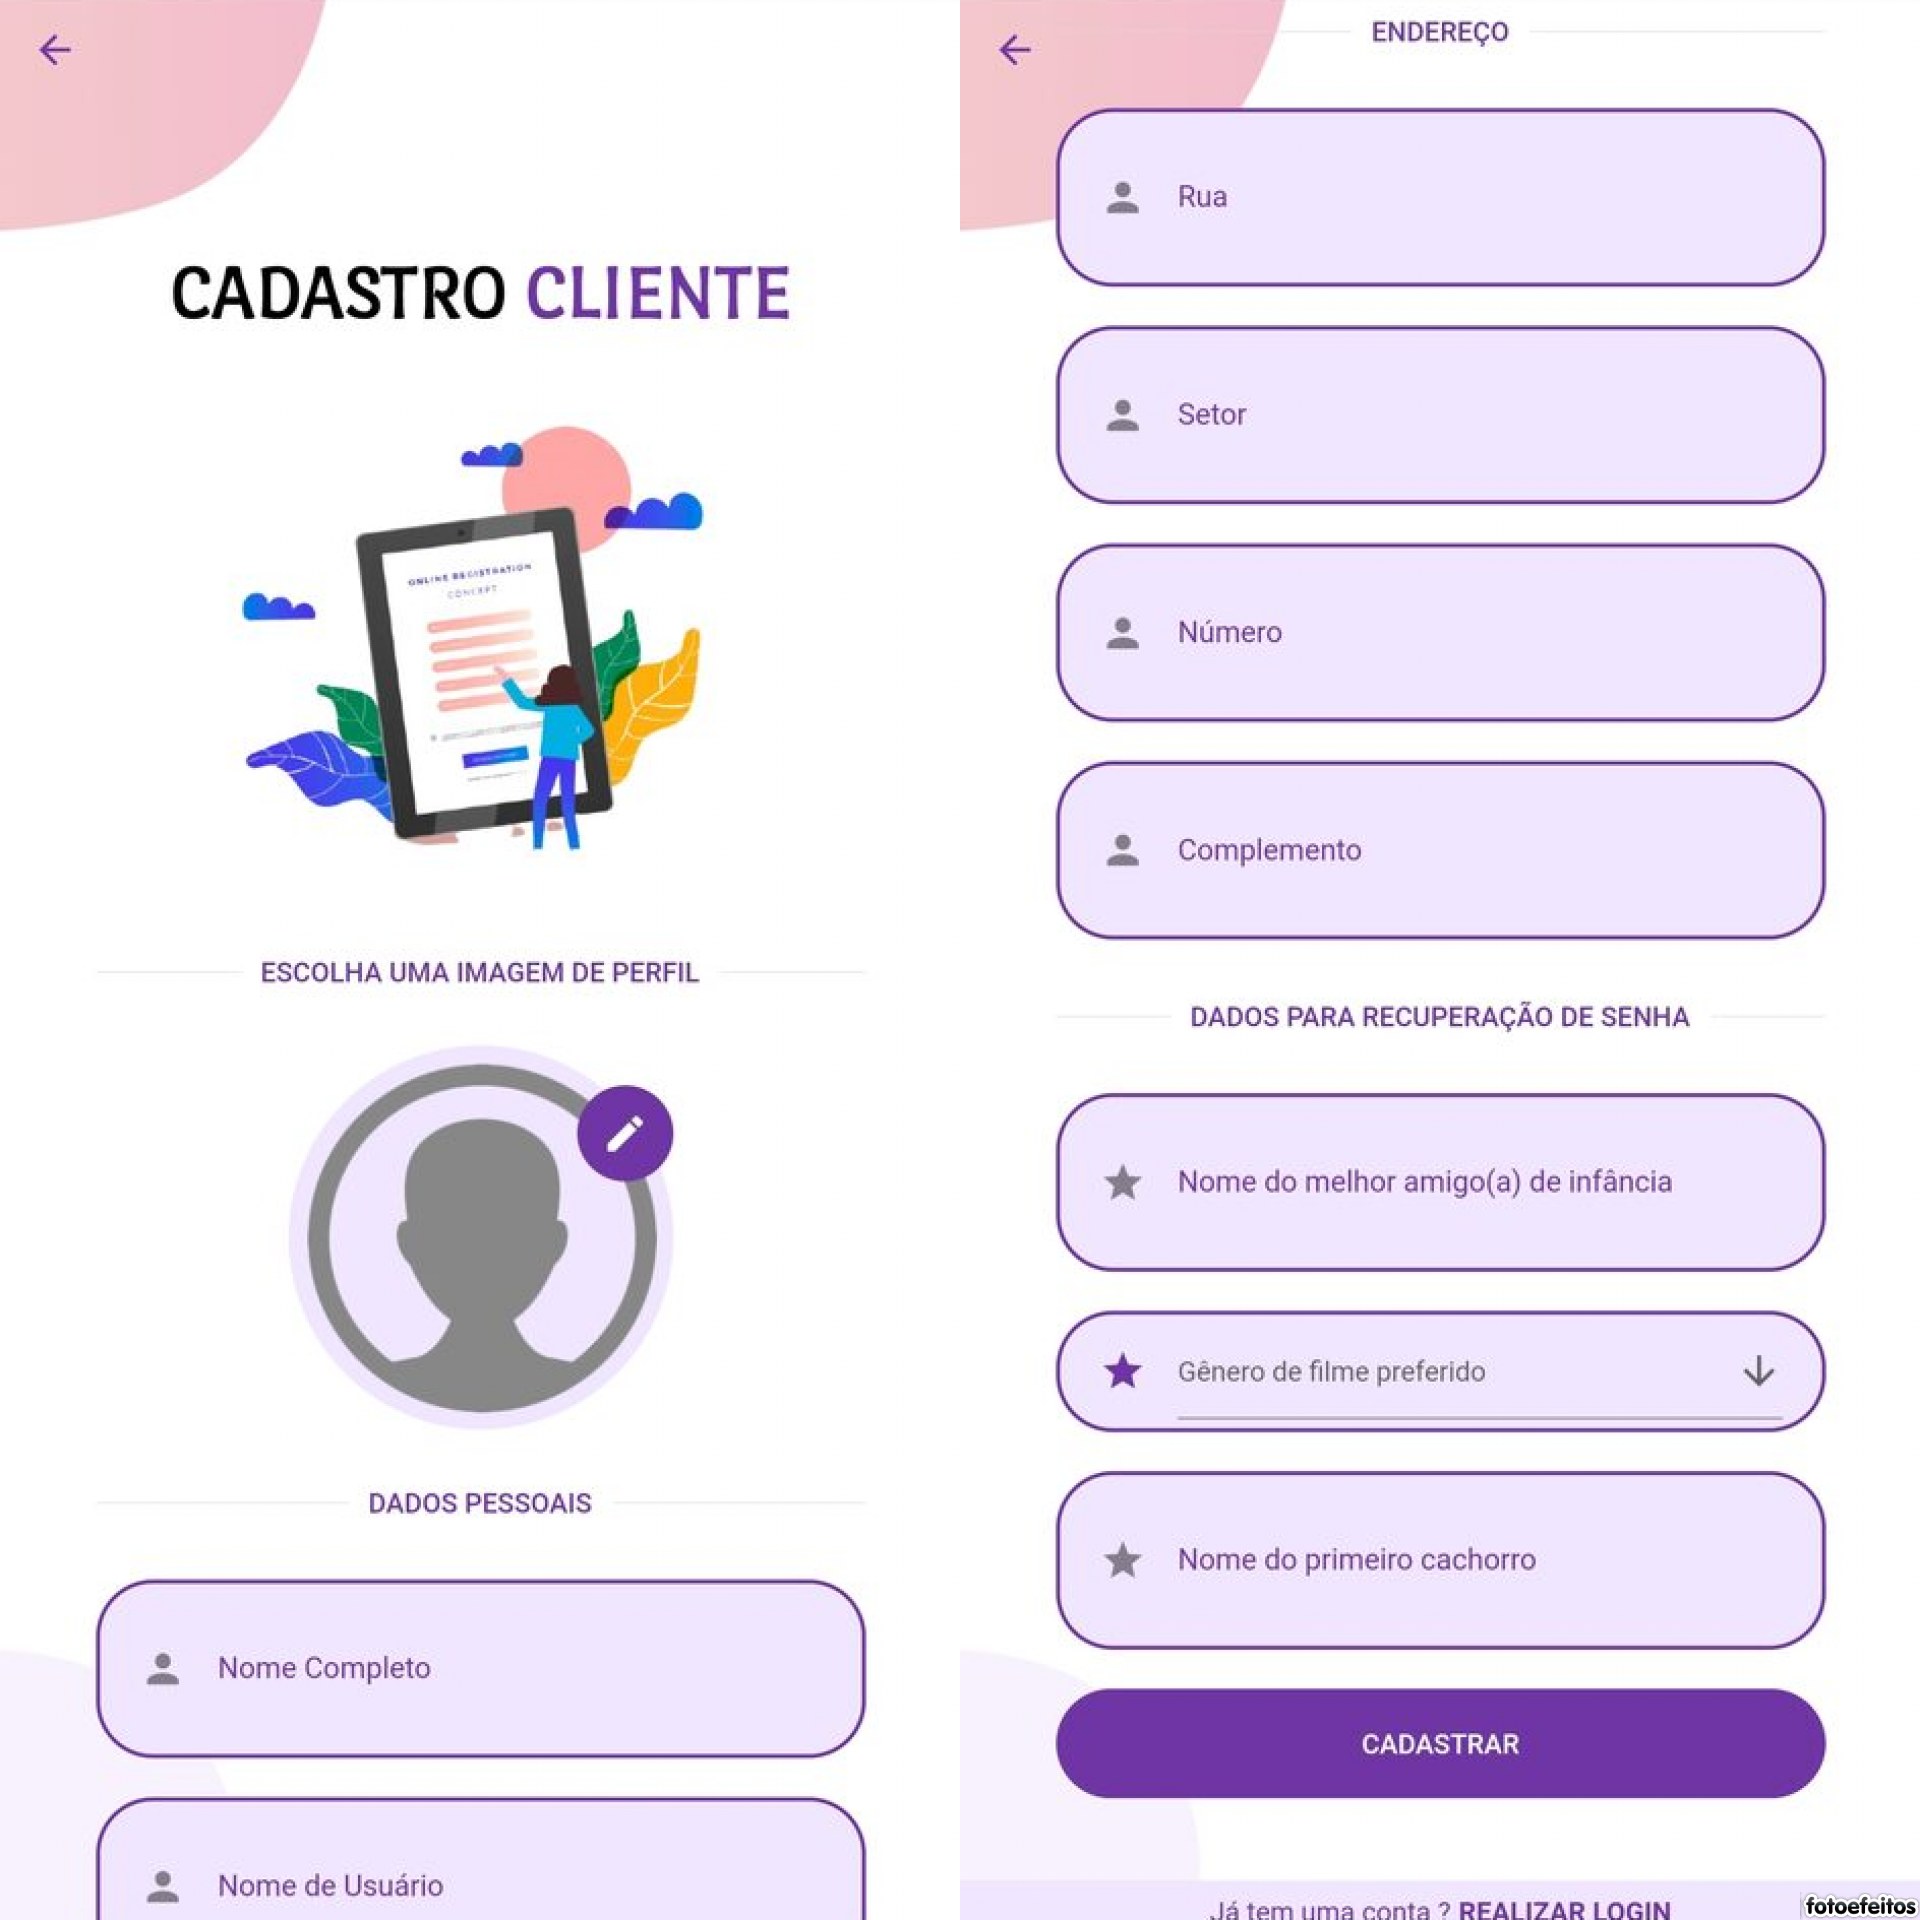 CADASTRO CLIENTE
ONLINE REGISTRATION
CONCEPT
ESCOLHA UMA IMAGEM DE PERFIL
DADOS PESSOAIS
Nome Completo
Nome de Usuário
ENDEREÇO
Rua
Setor
Número
Complemento
DADOS PARA RECUPERAÇÃO DE SENHA
Nome do melhor amigo(a) de infância
Gênero de filme preferido
Nome do primeiro cachorro
CADASTRAR
Já tem uma conta ? REALIZAR LOGIN
fotoefeitos